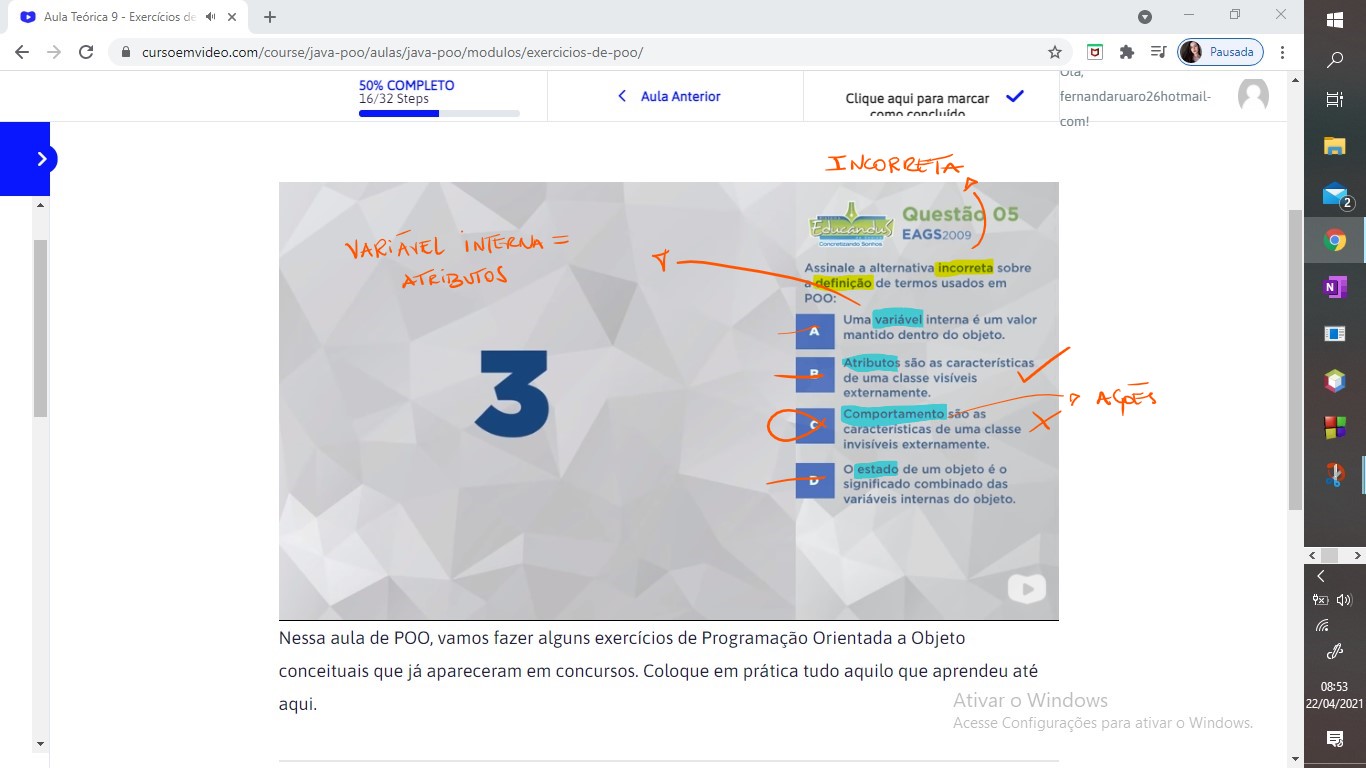 Aula Teórica 9 - Exercícios de
cursoemvideo.com/course/java-poo/aulas/java-poo/modulos/exercicios-de-poo/
Pausada
50% COMPLETO
16/32 Steps
Aula Anterior
Clique aqui para marcar
como concluído
Olá,
fernandaruaro26hotmail-
com!
INCORRETA
VARIÁVEL INTERNA =
ATRIBUTOS
3
Educandus
Concretizando Sonhos
Questão 05
EAGS2009
Assinale a alternativa incorreta sobre
a definição de termos usados em
POO:
A
Uma variável interna é um valor
mantido dentro do objeto.
B
Atributos são as características
de uma classe visíveis
externamente.
C
Comportamento são as
características de uma classe
invisíveis externamente.
AÇÕES
D
O estado de um objeto é o
significado combinado das
variáveis internas do objeto.
Nessa aula de POO, vamos fazer alguns exercícios de Programação Orientada a Objeto
conceituais que já apareceram em concursos. Coloque em prática tudo aquilo que aprendeu até
aqui.
Ativar o Windows
Acesse Configurações para ativar o Windows.
2
N
08:53
22/04/2021